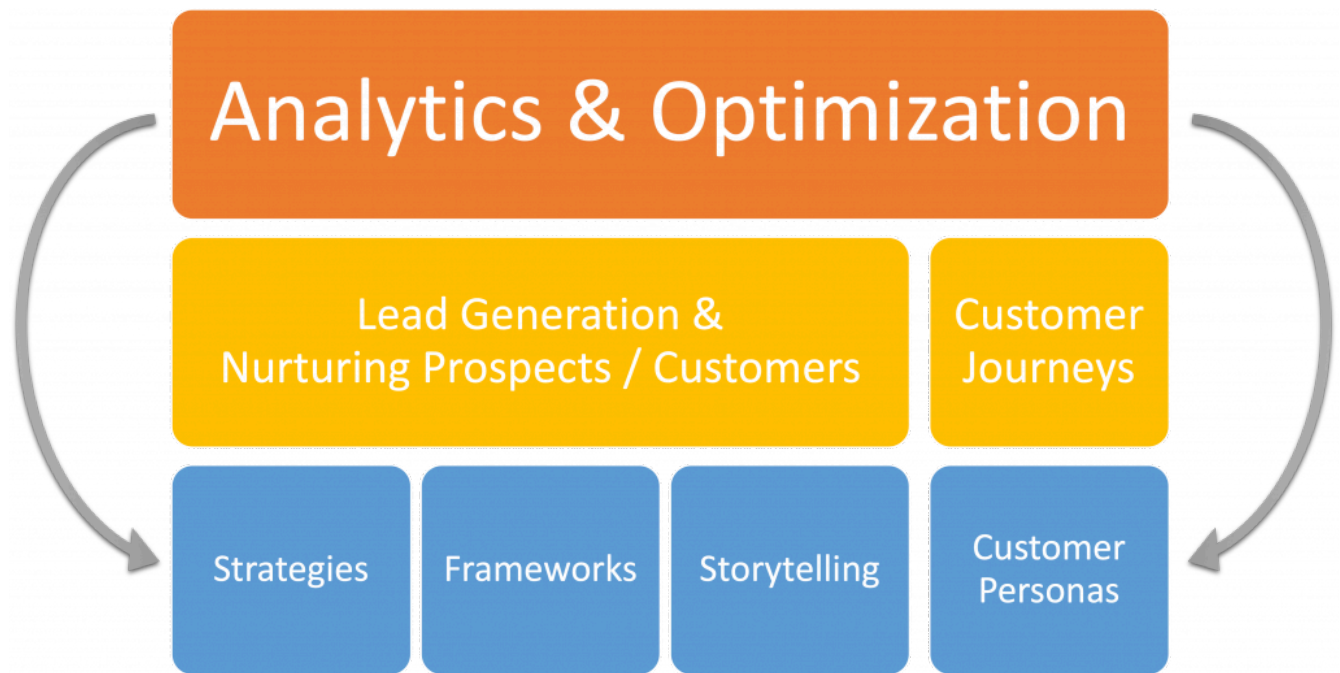 Analytics & Optimization
Lead Generation &
Nurturing Prospects / Customers
Customer
Journeys
Strategies
Frameworks
Storytelling
Customer
Personas